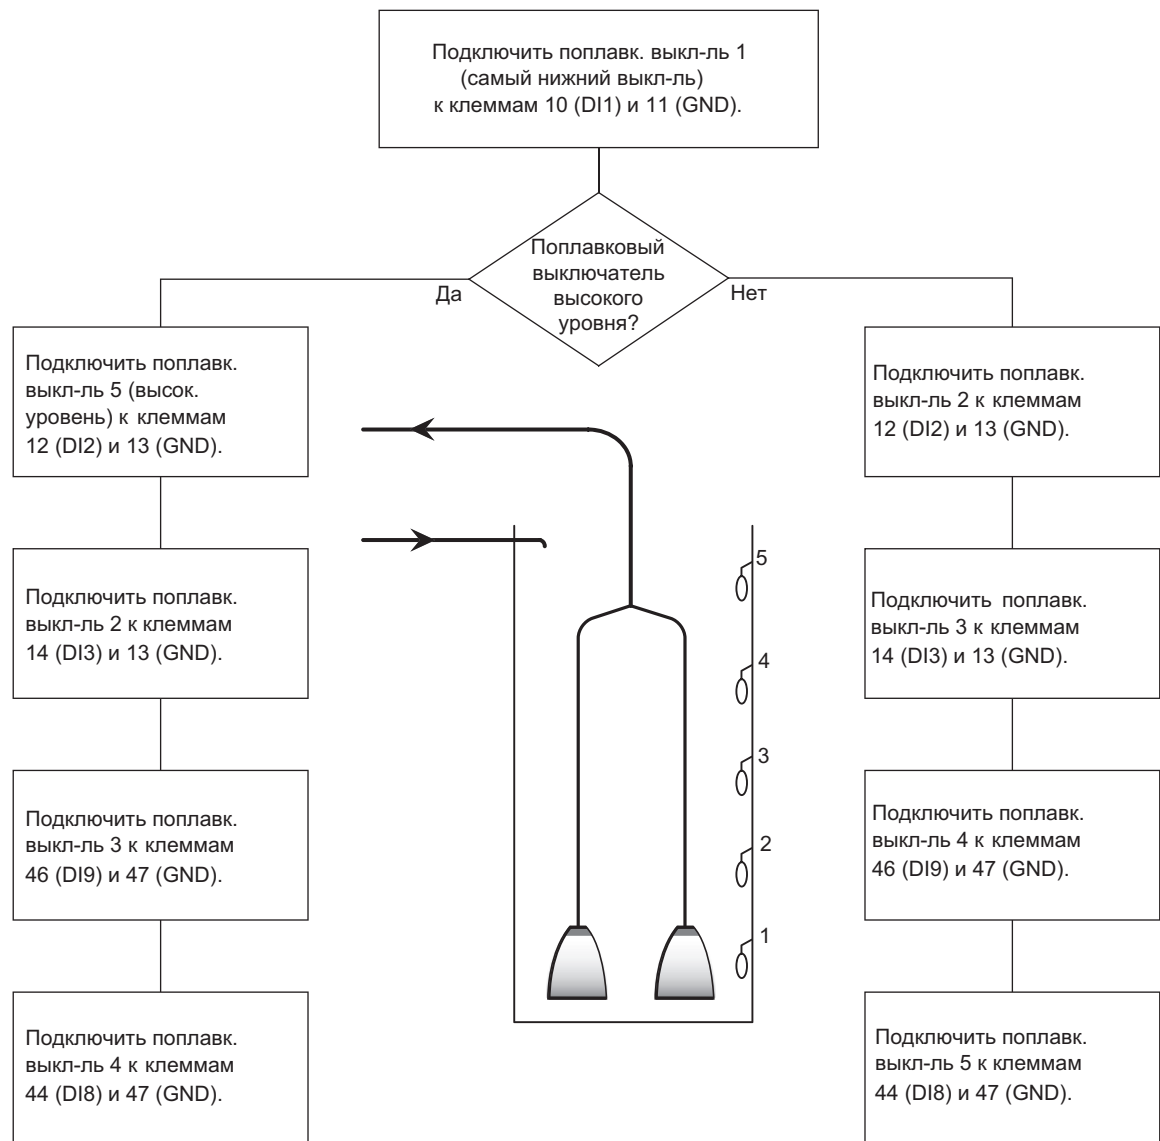 Подключить поплавк. выкл-ль 1
(самый нижний выкл-ль)
к клеммам 10 (DI1) и 11 (GND).
Поплавковый
выключатель
высокого
уровня?
Да
Нет
Подключить поплавк.
выкл-ль 5 (высок.
уровень) к клеммам
12 (DI2) и 13 (GND).
Подключить поплавк.
выкл-ль 2 к клеммам
14 (DI3) и 13 (GND).
Подключить поплавк.
выкл-ль 3 к клеммам
46 (DI9) и 47 (GND).
Подключить поплавк.
выкл-ль 4 к клеммам
44 (DI8) и 47 (GND).
5
4
3
2
1
Подключить поплавк.
выкл-ль 2 к клеммам
12 (DI2) и 13 (GND).
Подключить поплавк.
выкл-ль 3 к клеммам
14 (DI3) и 13 (GND).
Подключить поплавк.
выкл-ль 4 к клеммам
46 (DI9) и 47 (GND).
Подключить поплавк.
выкл-ль 5 к клеммам
44 (DI8) и 47 (GND).